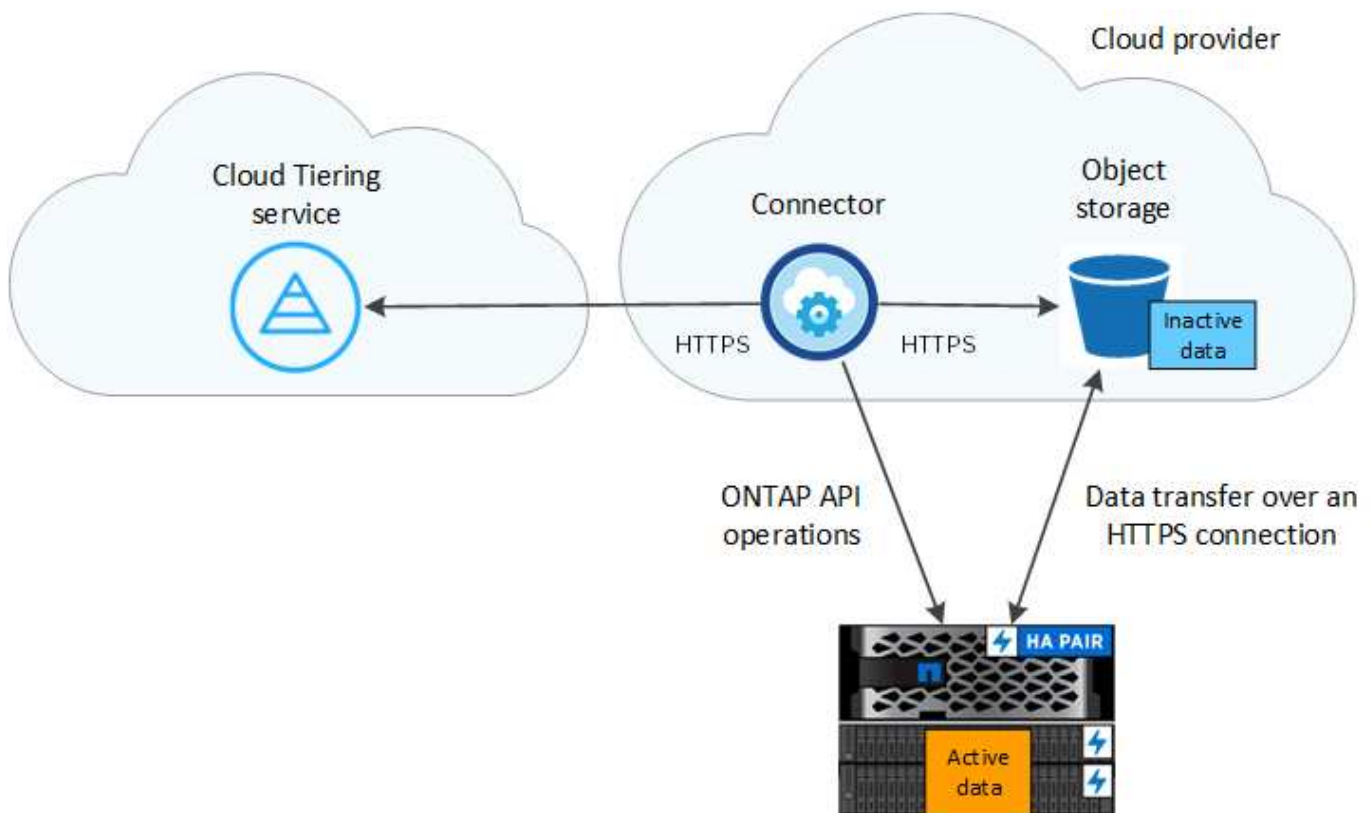 Cloud provider
Cloud Tiering
service
Connector
Object
storage
HTTPS
HTTPS
Inactive
data
ONTAP API
operations
Data transfer over an
HTTPS connection
HA PAIR
Active
data